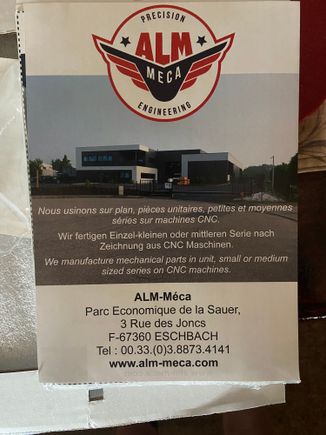 PRECISION
ALM
MECA
ENGINEERING
Nous usinons sur plan, pièces unitaires, petites et moyennes
séries sur machines CNC.
Wir fertigen Einzel-kleinen oder mittleren Serie nach
Zeichnung aus CNC Maschinen.
We manufacture mechanical parts in unit, small or medium
sized series on CNC machines.
ALM-Méca
Parc Economique de la Sauer,
3 Rue des Joncs
F-67360 ESCHBACH
Tel : 00.33.(0)3.8873.4141
www.alm-meca.com